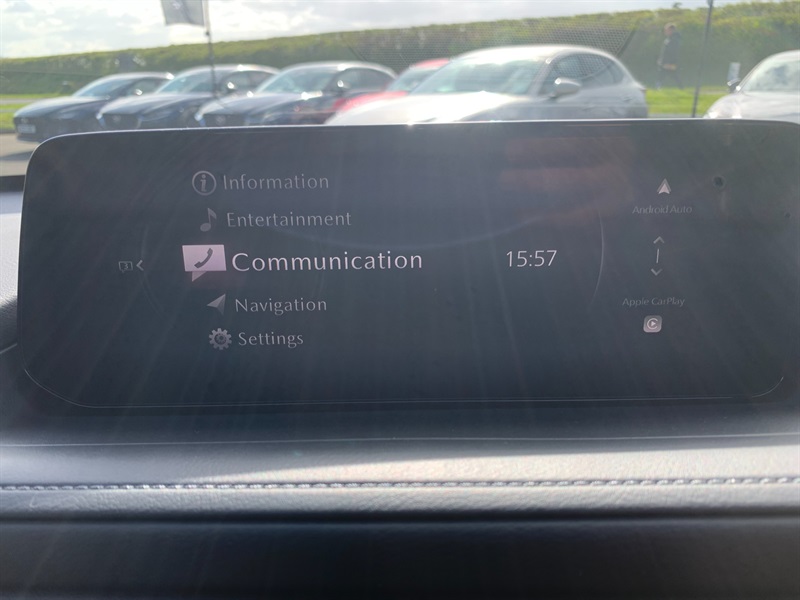 Information
Entertainment
Communication
15:57
Navigation
Settings
Android Auto
Apple CarPlay